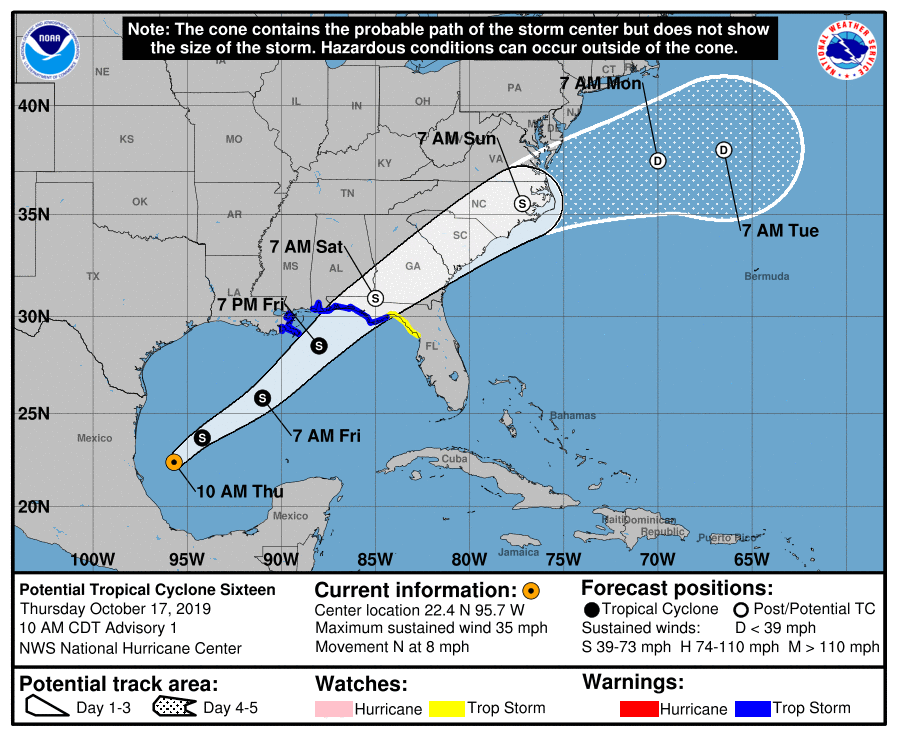 Note: The cone contains the probable path of the storm center but does not show
the size of the storm. Hazardous conditions can occur outside of the cone.
NOAA
NATIONAL WEATHER SERVICE
7 AM Mon
CT
NE
IA
IL
IN
OH
PA
NJ
DE
40N
KS
MO
KY
VA
7 AM Sun
OK
AR
TN
NC
35N
7 AM Sat
SC
7 AM Tue
TX
LA
MS
AL
GA
Bermuda
7 PM Fri
30N
FL
25N
Mexico
7 AM Fri
Bahamas
Cuba
10 AM Thu
20N
Mexico
Haiti
Dominican
Republic
Puerto Rico
Jamaica
100W
95W
90W
85W
80W
75W
70W
65W
S
S
S
S
S
D
D
Potential Tropical Cyclone Sixteen
Thursday October 17, 2019
10 AM CDT Advisory 1
NWS National Hurricane Center
Current information:
Center location 22.4 N 95.7 W
Maximum sustained wind 35 mph
Movement N at 8 mph
Forecast positions:
Tropical Cyclone Post/Potential TC
Sustained winds: D < 39 mph
S 39-73 mph H 74-110 mph M > 110 mph
Potential track area:
Day 1-3 Day 4-5
Watches:
Hurricane Trop Storm
Warnings:
Hurricane Trop Storm